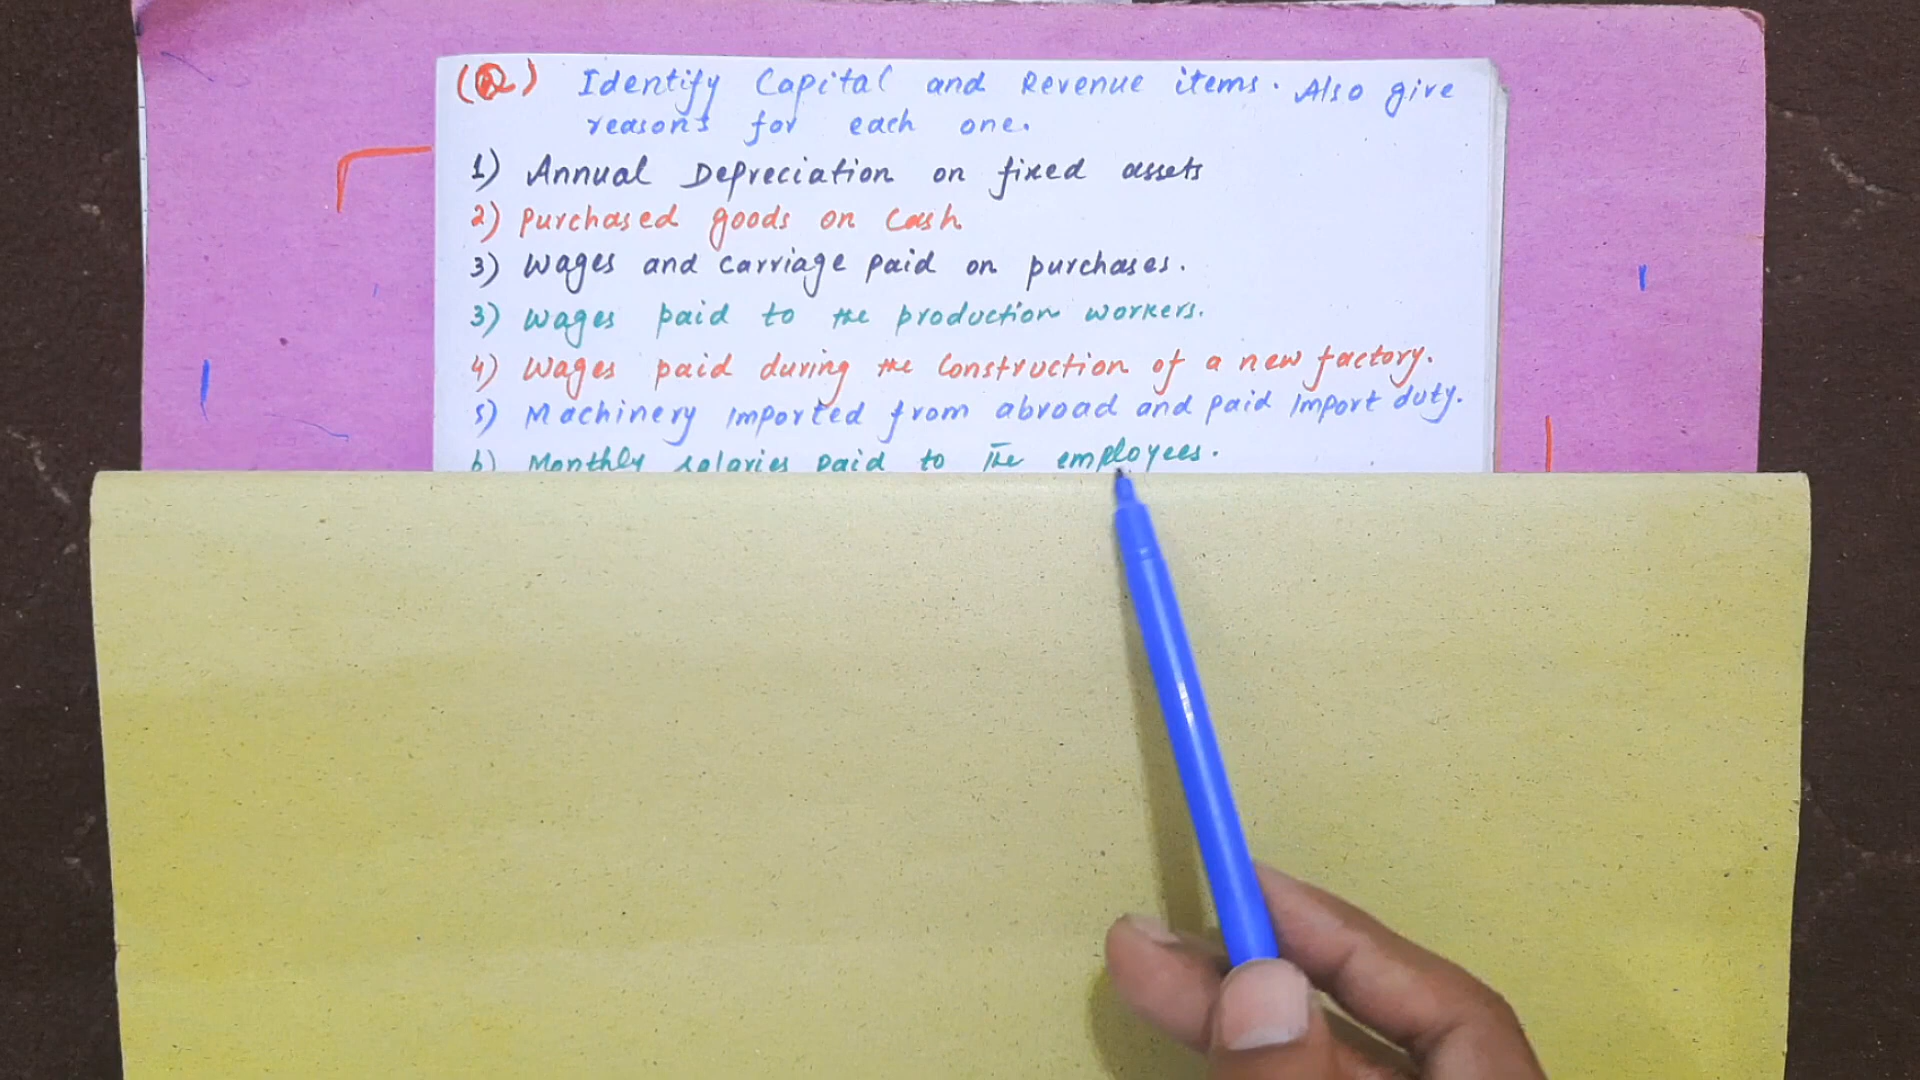 (Q) Identify Capital and Revenue items. Also give
reasons for each one.
1) Annual Depreciation on fixed assets
2) Purchased goods on Cash
3) Wages and carriage paid on purchases.
3) Wages paid to the production workers.
4) Wages paid during the Construction of a new factory.
5) Machinery imported from abroad and paid import duty.
6) Monthly salaries paid to the employees.